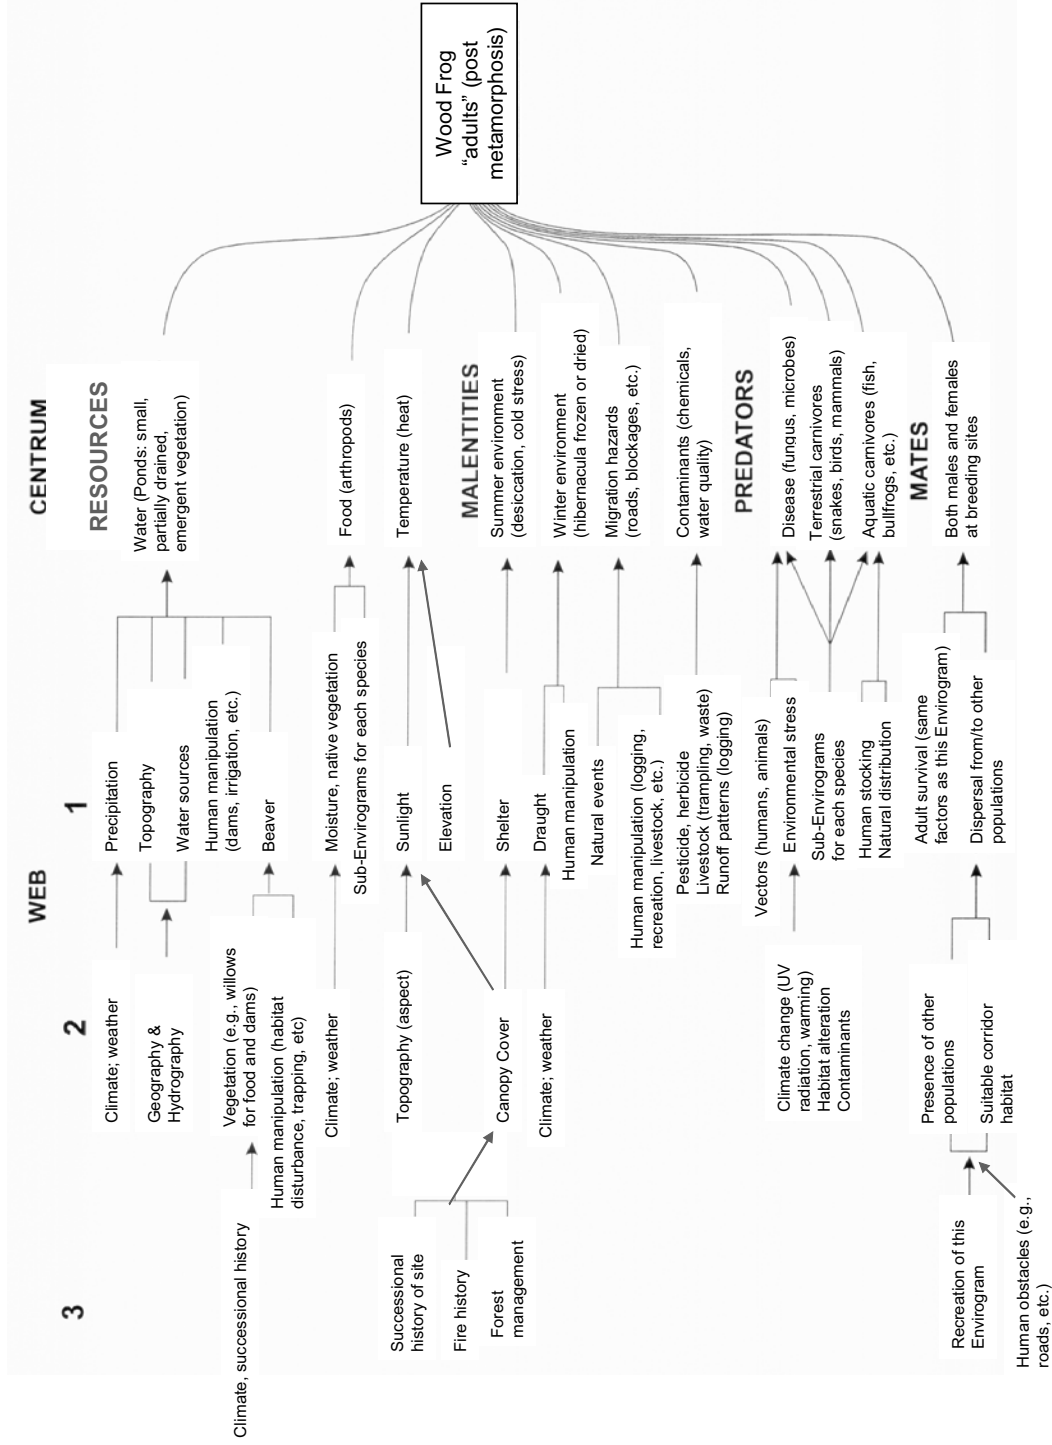 3
2
WEB
1
CENTRUM
RESOURCES
Climate; weather
Precipitation
Water (Ponds: small,
partially drained,
emergent vegetation)
Geography &
Hydrography
Topography
Water sources
Human manipulation
(dams, irrigation, etc.)
Climate, successional history
Vegetation (e.g., willows
for food and dams)
Human manipulation (habitat
disturbance, trapping, etc)
Beaver
Climate; weather
Moisture, native vegetation
Sub-Envirograms for each species
Food (arthropods)
Successional
history of site
Fire history
Forest
management
Topography (aspect)
Sunlight
Elevation
Temperature (heat)
Wood Frog
“adults” (post
metamorphosis)
MALENTITIES
Canopy Cover
Shelter
Summer environment
(desiccation, cold stress)
Climate; weather
Draught
Human manipulation
Winter environment
(hibernacula frozen or dried)
Natural events
Human manipulation (logging,
recreation, livestock, etc.)
Migration hazards
(roads, blockages, etc.)
Pesticide, herbicide
Livestock (trampling, waste)
Runoff patterns (logging)
Contaminants (chemicals,
water quality)
PREDATORS
Climate change (UV
radiation, warming)
Habitat alteration
Contaminants
Vectors (humans, animals)
Environmental stress
Disease (fungus, microbes)
Sub-Envirograms
for each species
Terrestrial carnivores
(snakes, birds, mammals)
Human stocking
Natural distribution
Aquatic carnivores (fish,
bullfrogs, etc.)
MATES
Recreation of this
Envirogram
Human obstacles (e.g.,
roads, etc.)
Presence of other
populations
Suitable corridor
habitat
Adult survival (same
factors as this Envirogram)
Dispersal from/to other
populations
Both males and females
at breeding sites